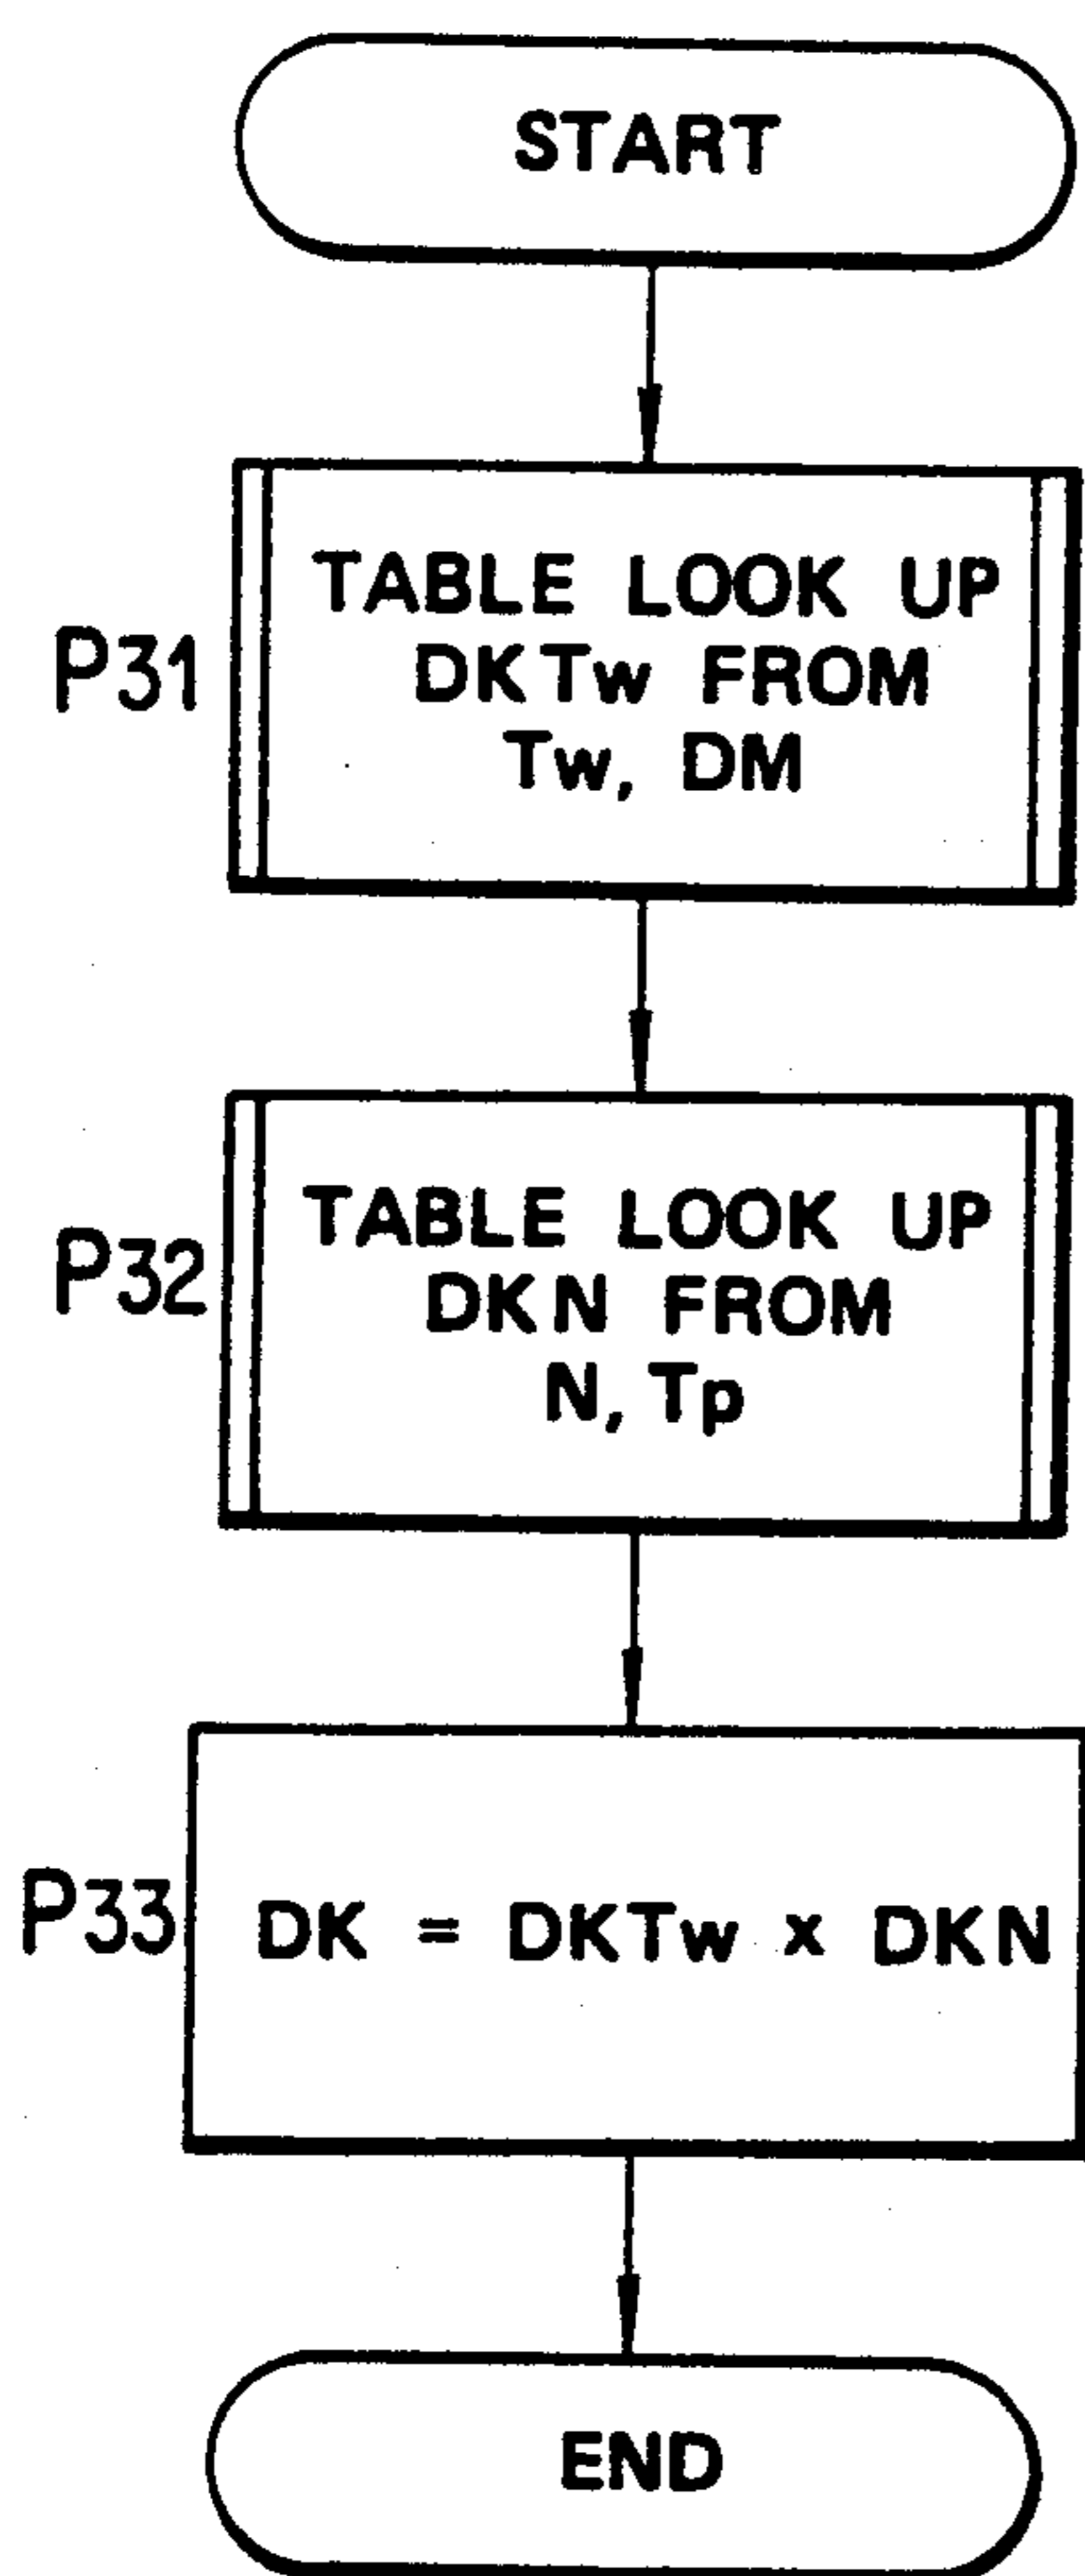 START
P31
TABLE LOOK UP
DKTw FROM
Tw, DM
P32
TABLE LOOK UP
DKN FROM
N, Tp
P33
DK = DKTw x DKN
END